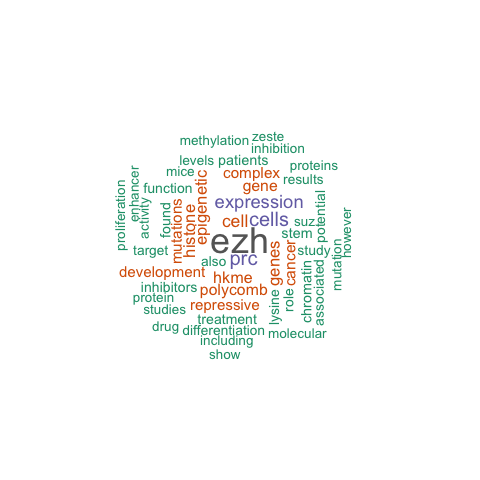 zeste
methylation
inhibition
levels
patients
proteins
mice
complex
results
enhancer
function
epigenetic
gene
proliferation
activity
found
mutations
histone
expression
potential
however
cell
cells
suz
stem
ezh
target
also
prc
genes
cancer
study
mutation
development
hkme
chromatin
associated
inhibitors
polycomb
lysine
role
protein
repressive
studies
treatment
drug
differentiation
molecular
including
show